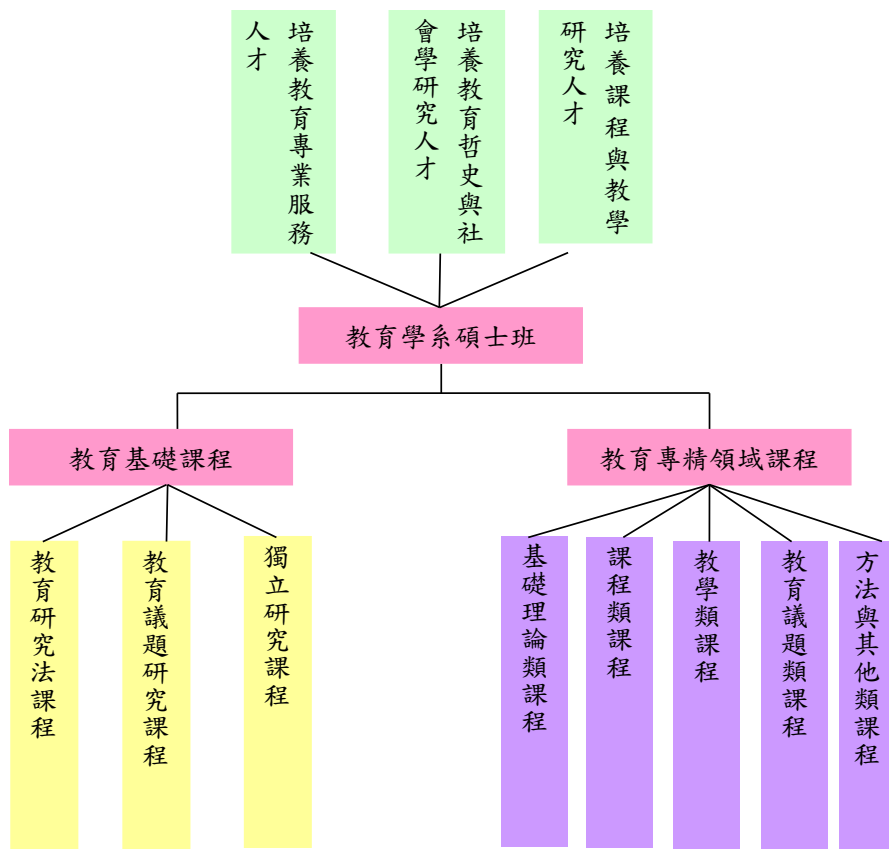 培養教育專業服務
人才
培養教育哲史與社
會學研究人才
培養課程與教學
研究人才
教育學系碩士班
教育基礎課程
教育專精領域課程
教育研究法課程
教育議題研究課程
獨立研究課程
基礎理論類課程
課程類課程
教學類課程
教育議題類課程
方法與其他類課程